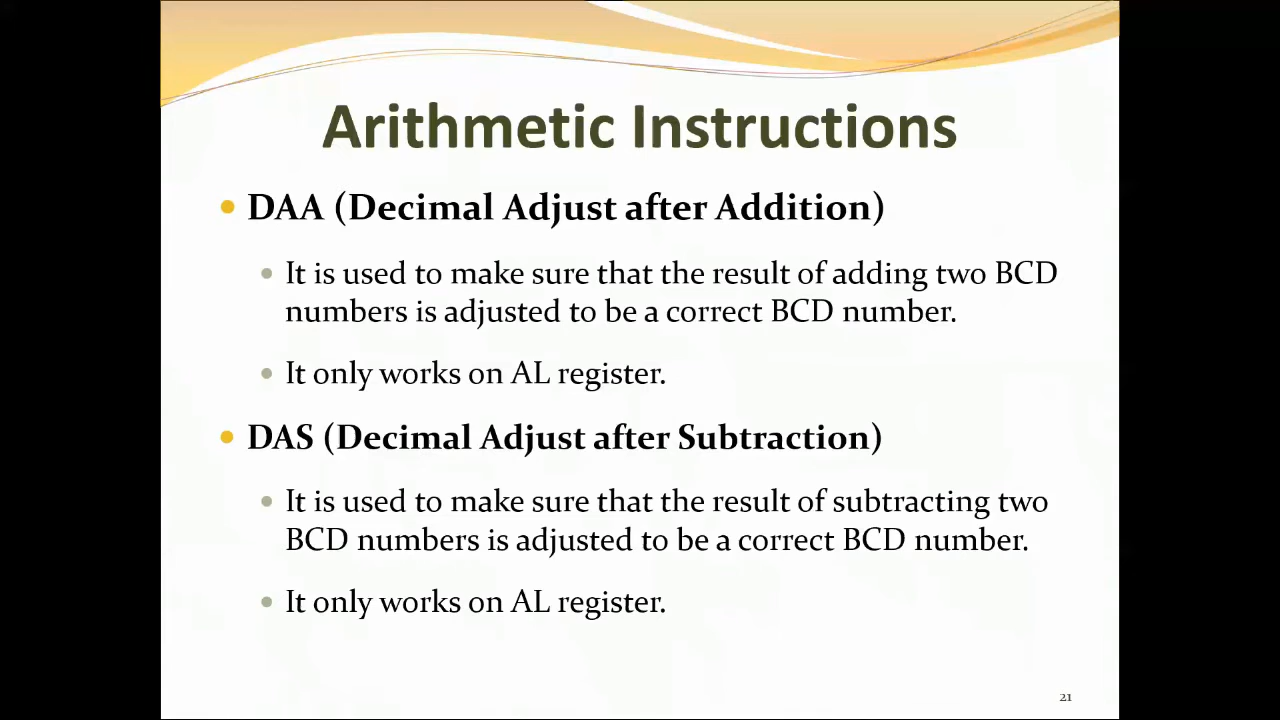 Arithmetic Instructions
• DAA (Decimal Adjust after Addition)
• It is used to make sure that the result of adding two BCD
numbers is adjusted to be a correct BCD number.
• It only works on AL register.
• DAS (Decimal Adjust after Subtraction)
• It is used to make sure that the result of subtracting two
BCD numbers is adjusted to be a correct BCD number.
• It only works on AL register.
21